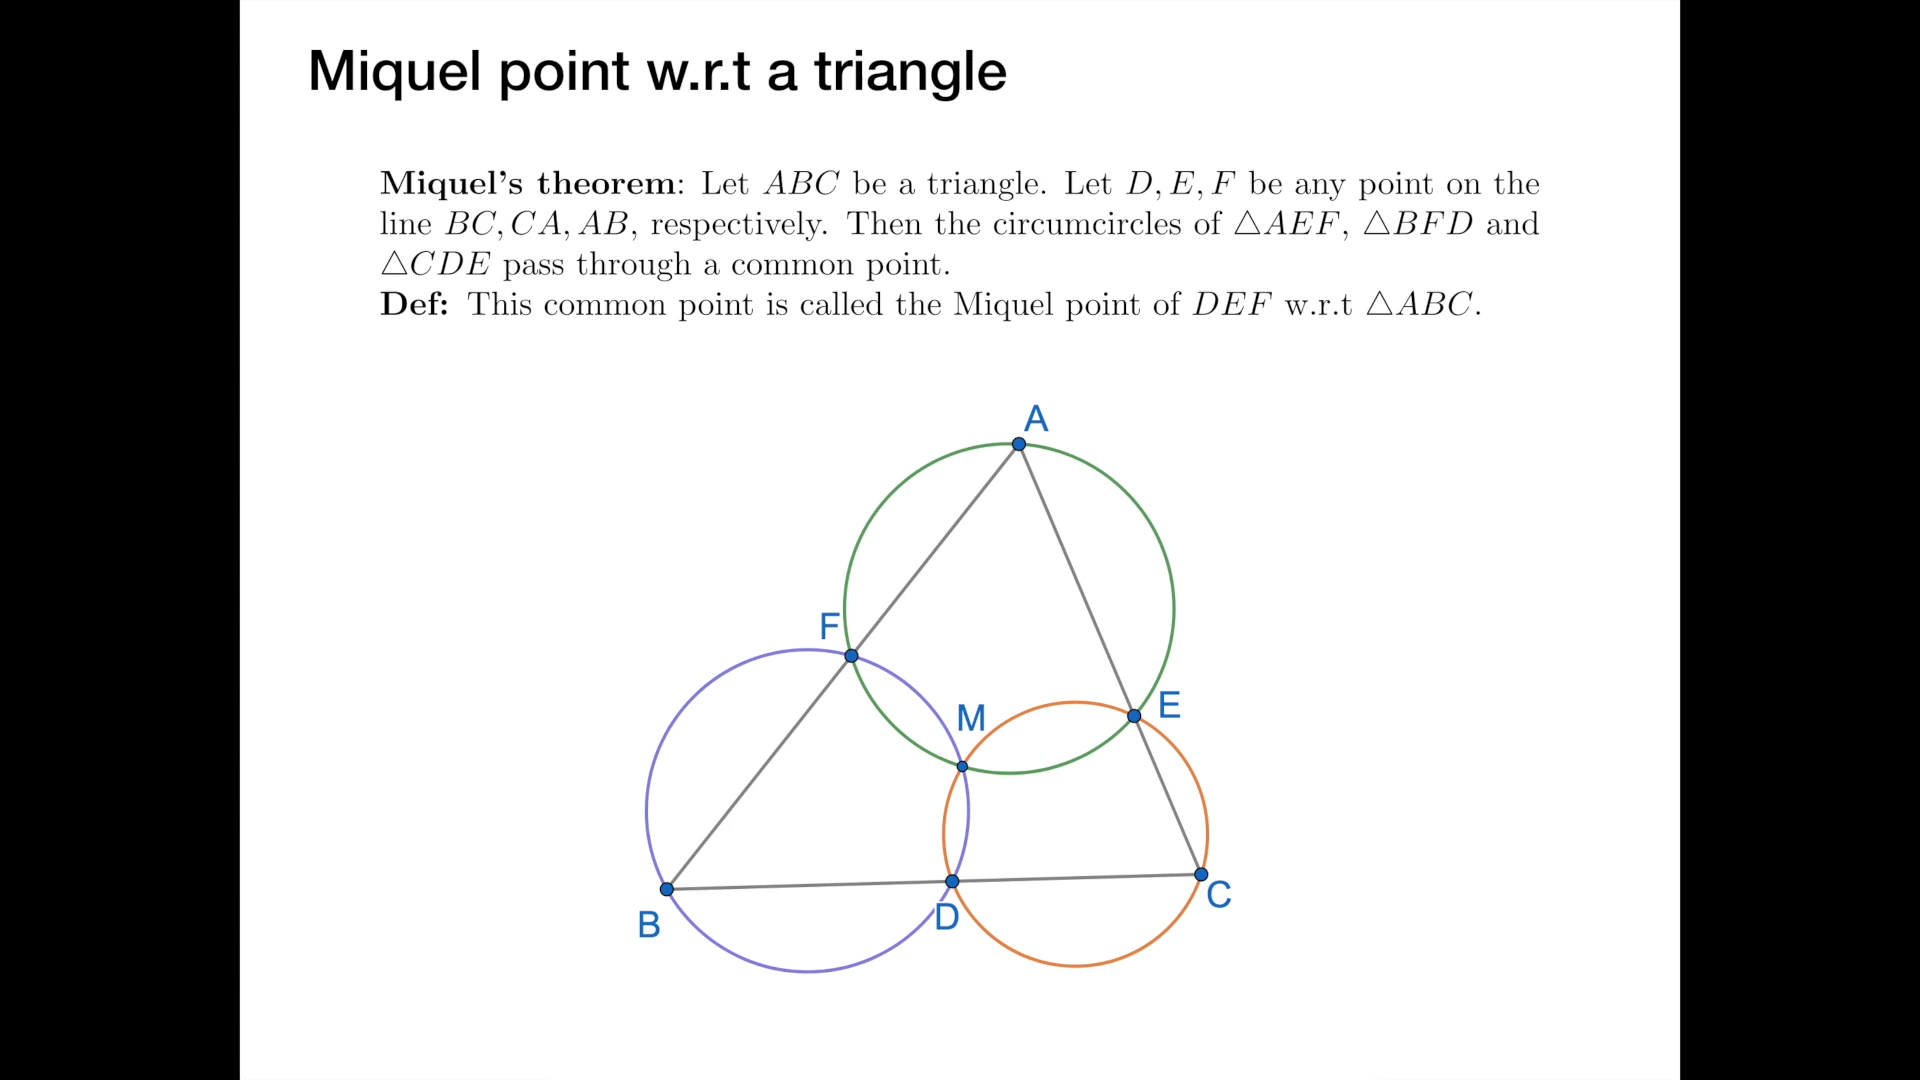 Miquel point w.r.t a triangle
Miquel's theorem: Let ABC be a triangle. Let D, E, F be any point on the
line BC, CA, AB, respectively. Then the circumcircles of △AEF, △BFD and
△CDE pass through a common point.
Def: This common point is called the Miquel point of DEF w.r.t △ABC.
A
F
E
M
B
D
C